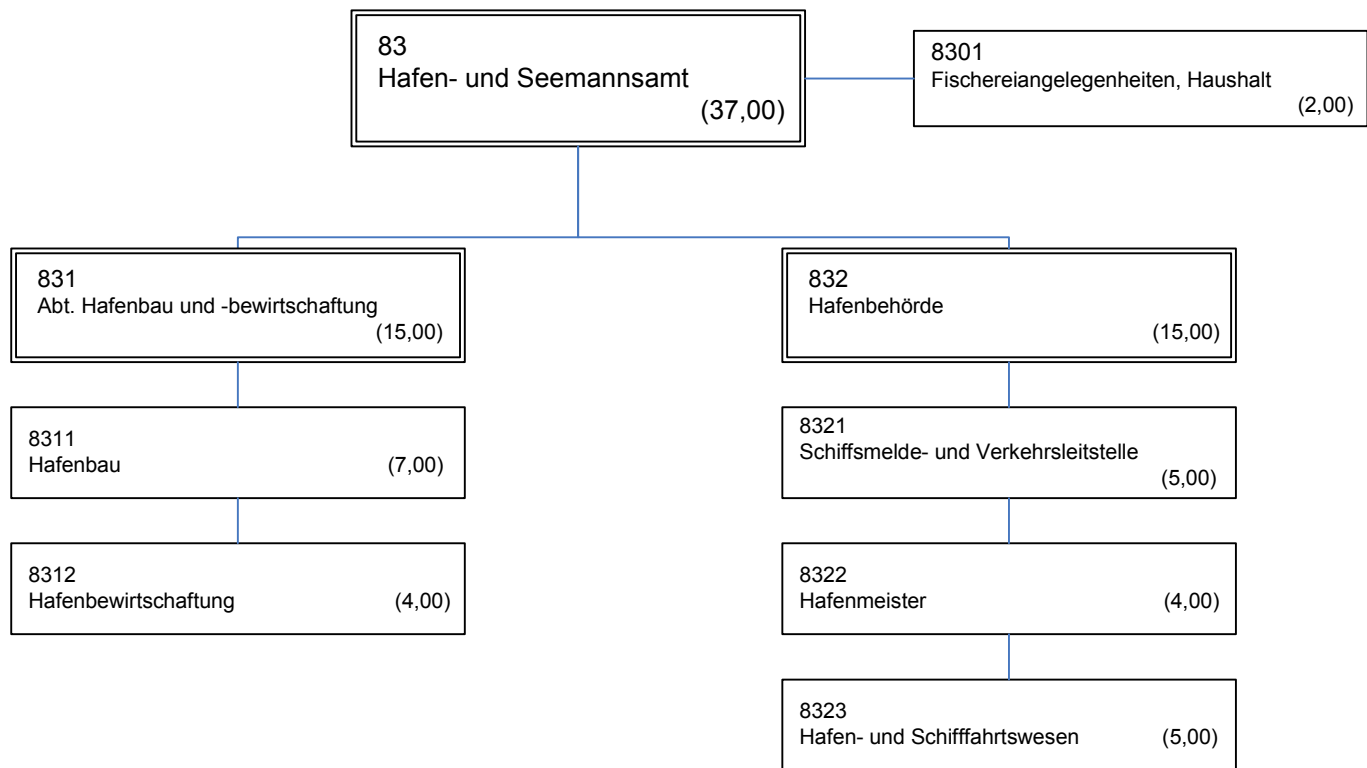 83
Hafen- und Seemannsamt
(37,00)
8301
Fischereiangelegenheiten, Haushalt
(2,00)
831
Abt. Hafenbau und -bewirtschaftung
(15,00)
832
Hafenbehörde
(15,00)
8311
Hafenbau (7,00)
8321
Schiffsmelde- und Verkehrsleitstelle
(5,00)
8312
Hafenbewirtschaftung (4,00)
8322
Hafenmeister (4,00)
8323
Hafen- und Schifffahrtswesen (5,00)